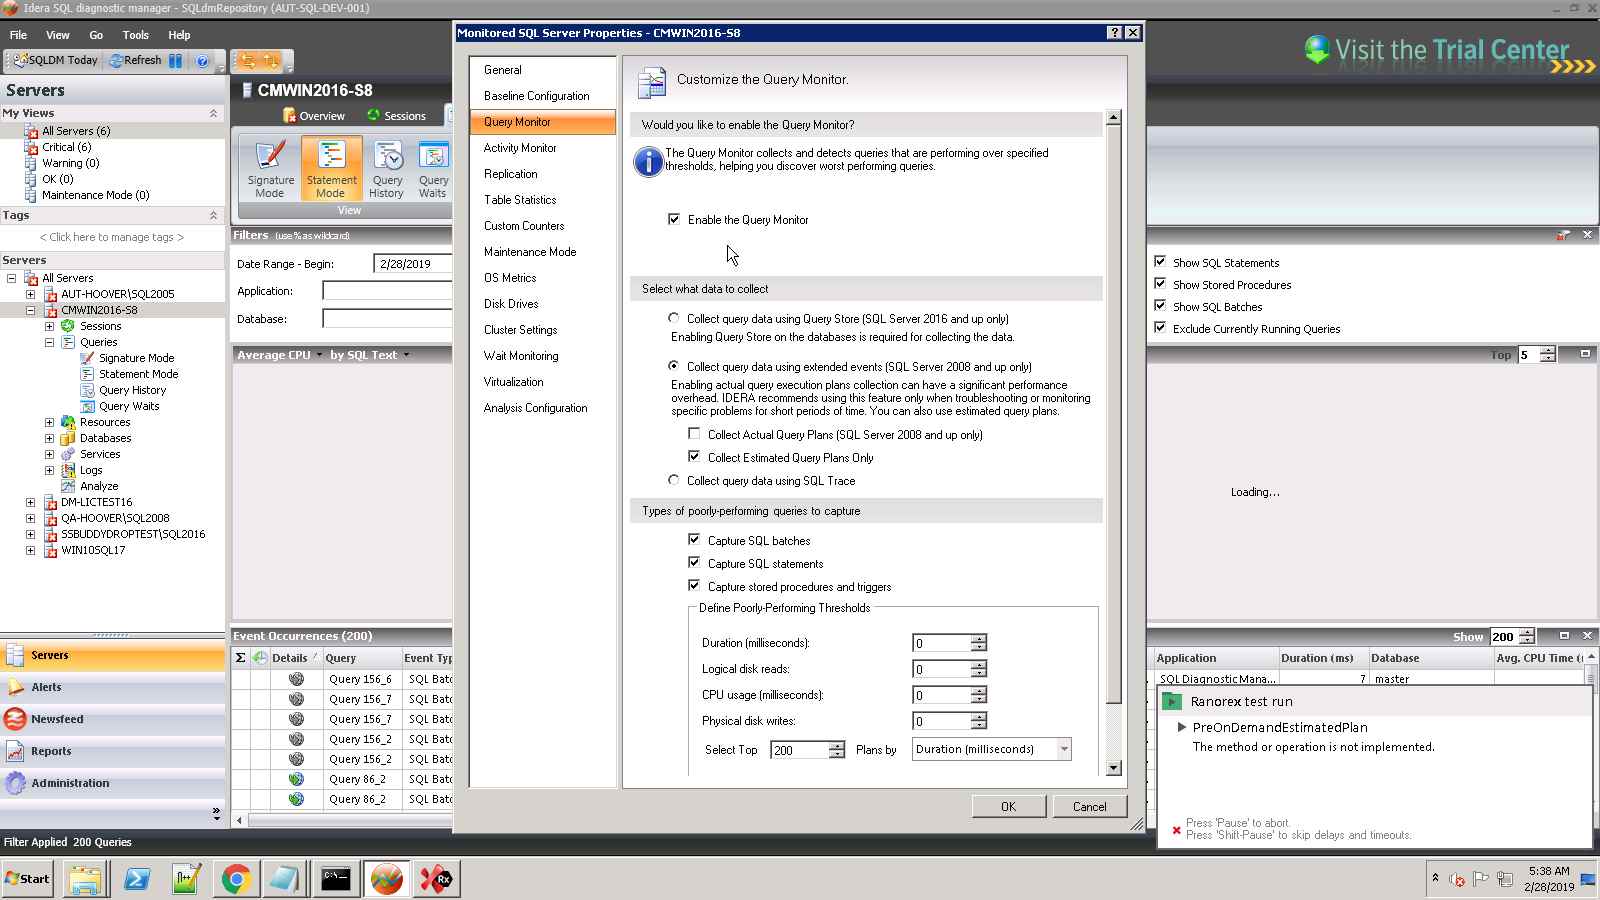 Idera SQL diagnostic manager - SQLdmRepository (AUT-SQL-DEV-001)
File View Go Tools Help
SQLDM Today Refresh
Visit the Trial Center
Servers
My Views
All Servers (6)
Critical (6)
Warning (0)
OK (0)
Maintenance Mode (0)
Tags
< Click here to manage tags >
Servers
All Servers
AUT-HOOVER\SQL2005
CMWIN2016-S8
Sessions
Queries
Signature Mode
Statement Mode
Query History
Query Waits
Resources
Databases
Services
Logs
Analyze
DM-LICTEST16
QA-HOOVER\SQL2008
SSBUDDYDROPTEST\SQL2016
WIN10SQL17
Servers
Alerts
Newsfeed
Reports
Administration
Filter Applied 200 Queries
CMWIN2016-S8
Overview Sessions
Signature Mode
Statement Mode
Query History
Query Waits
View
Filters (use % as wildcard)
Date Range - Begin: 2/28/2019
Application:
Database:
Average CPU by SQL Text
Event Occurrences (200)
Σ Details Query Event Typ
Query 156_6 SQL Batc
Query 156_7 SQL Batc
Query 156_7 SQL Batc
Query 156_2 SQL Batc
Query 156_2 SQL Batc
Query 86_2 SQL Batc
Query 86_2 SQL Batc
Monitored SQL Server Properties - CMWIN2016-S8
General
Baseline Configuration
Query Monitor
Activity Monitor
Replication
Table Statistics
Custom Counters
Maintenance Mode
OS Metrics
Disk Drives
Cluster Settings
Wait Monitoring
Virtualization
Analysis Configuration
Customize the Query Monitor.
Would you like to enable the Query Monitor?
The Query Monitor collects and detects queries that are performing over specified
thresholds, helping you discover worst performing queries.
Enable the Query Monitor
Select what data to collect
Collect query data using Query Store (SQL Server 2016 and up only)
Enabling Query Store on the databases is required for collecting the data.
Collect query data using extended events (SQL Server 2008 and up only)
Enabling actual query execution plans collection can have a significant performance
overhead. IDERA recommends using this feature only when troubleshooting or monitoring
specific problems for short periods of time. You can also use estimated query plans.
Collect Actual Query Plans (SQL Server 2008 and up only)
Collect Estimated Query Plans Only
Collect query data using SQL Trace
Types of poorly-performing queries to capture
Capture SQL batches
Capture SQL statements
Capture stored procedures and triggers
Define Poorly-Performing Thresholds
Duration (milliseconds): 0
Logical disk reads: 0
CPU usage (milliseconds): 0
Physical disk writes: 0
Select Top 200 Plans by Duration (milliseconds)
OK Cancel
Show SQL Statements
Show Stored Procedures
Show SQL Batches
Exclude Currently Running Queries
Top 5
Loading...
Show 200
Application Duration (ms) Database Avg. CPU Time (
SQL Diagnostic Mana... 7 master
Ranorex test run
PreOnDemandEstimatedPlan
The method or operation is not implemented.
Press 'Pause' to abort.
Press 'Shift-Pause' to skip delays and timeouts.
Start
5:38 AM
2/28/2019